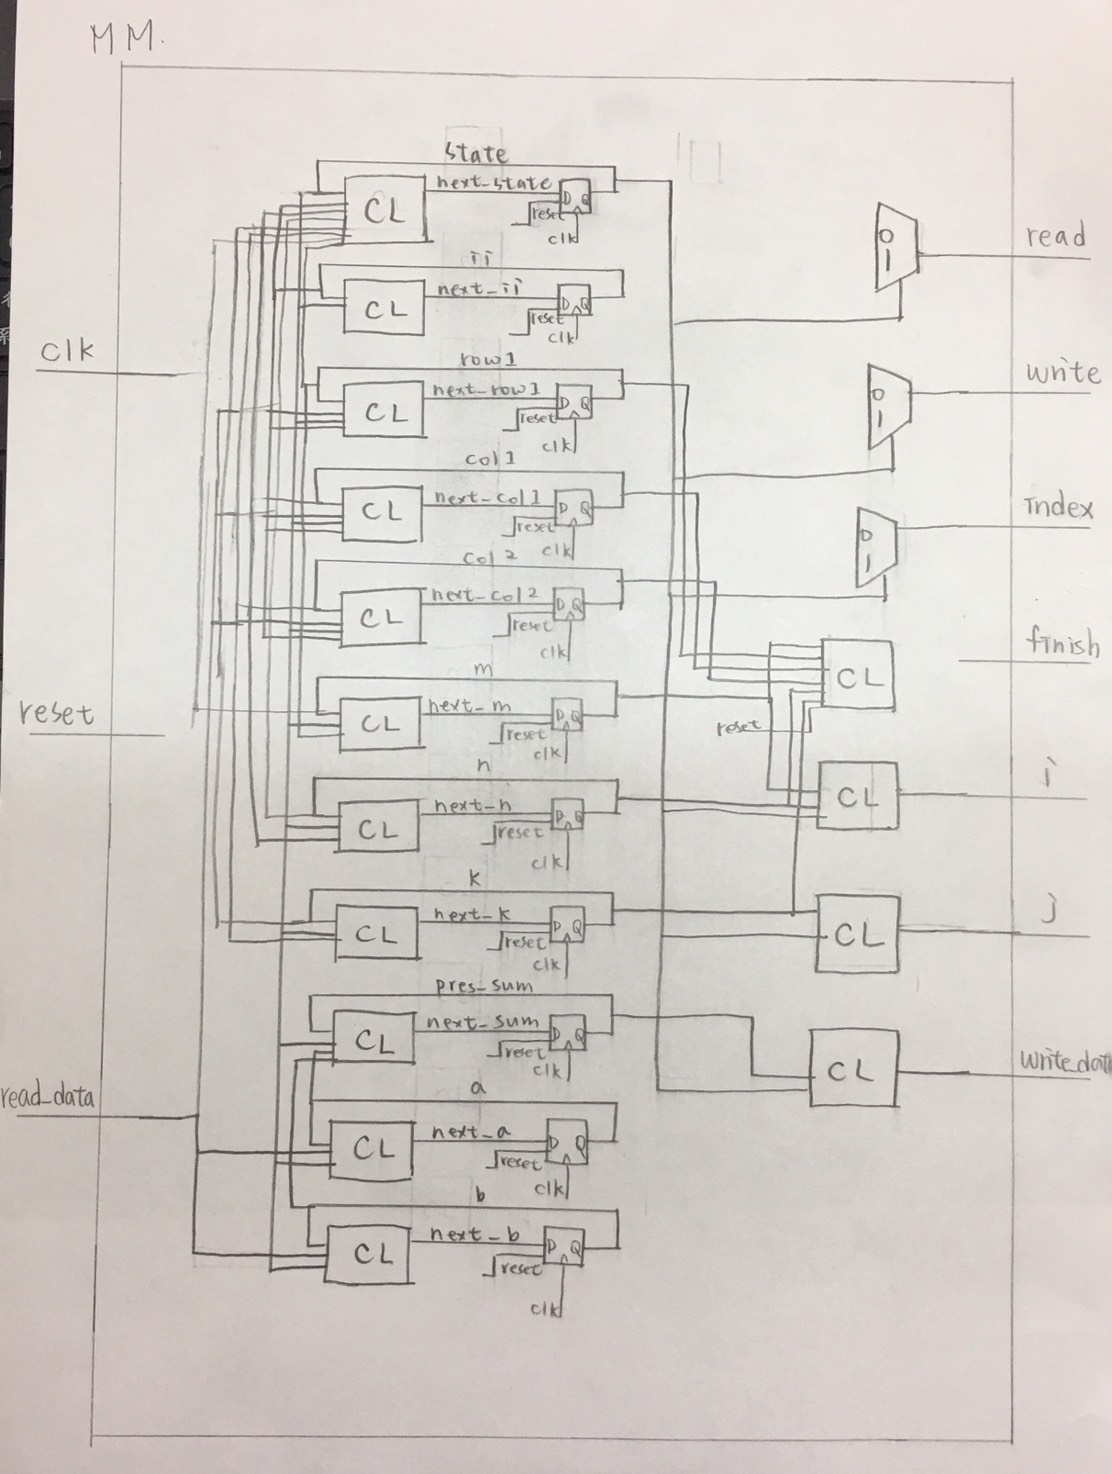 MM.
state
CL
next_state
D Q
reset
clk
ii
CL
next_ii
D Q
reset
clk
row1
CL
next_row1
D Q
reset
clk
col1
CL
next_col1
D Q
reset
clk
col2
CL
next_col2
D Q
reset
clk
m
CL
next_m
D Q
reset
clk
n
CL
next_n
D Q
reset
clk
k
CL
next_k
D Q
reset
clk
pres_sum
CL
next_sum
D Q
reset
clk
a
CL
next_a
D Q
reset
clk
b
CL
next_b
D Q
reset
clk
clk
reset
read_data
0
1
read
0
1
write
0
1
index
CL
reset
finish
CL
i
CL
j
CL
write_dat